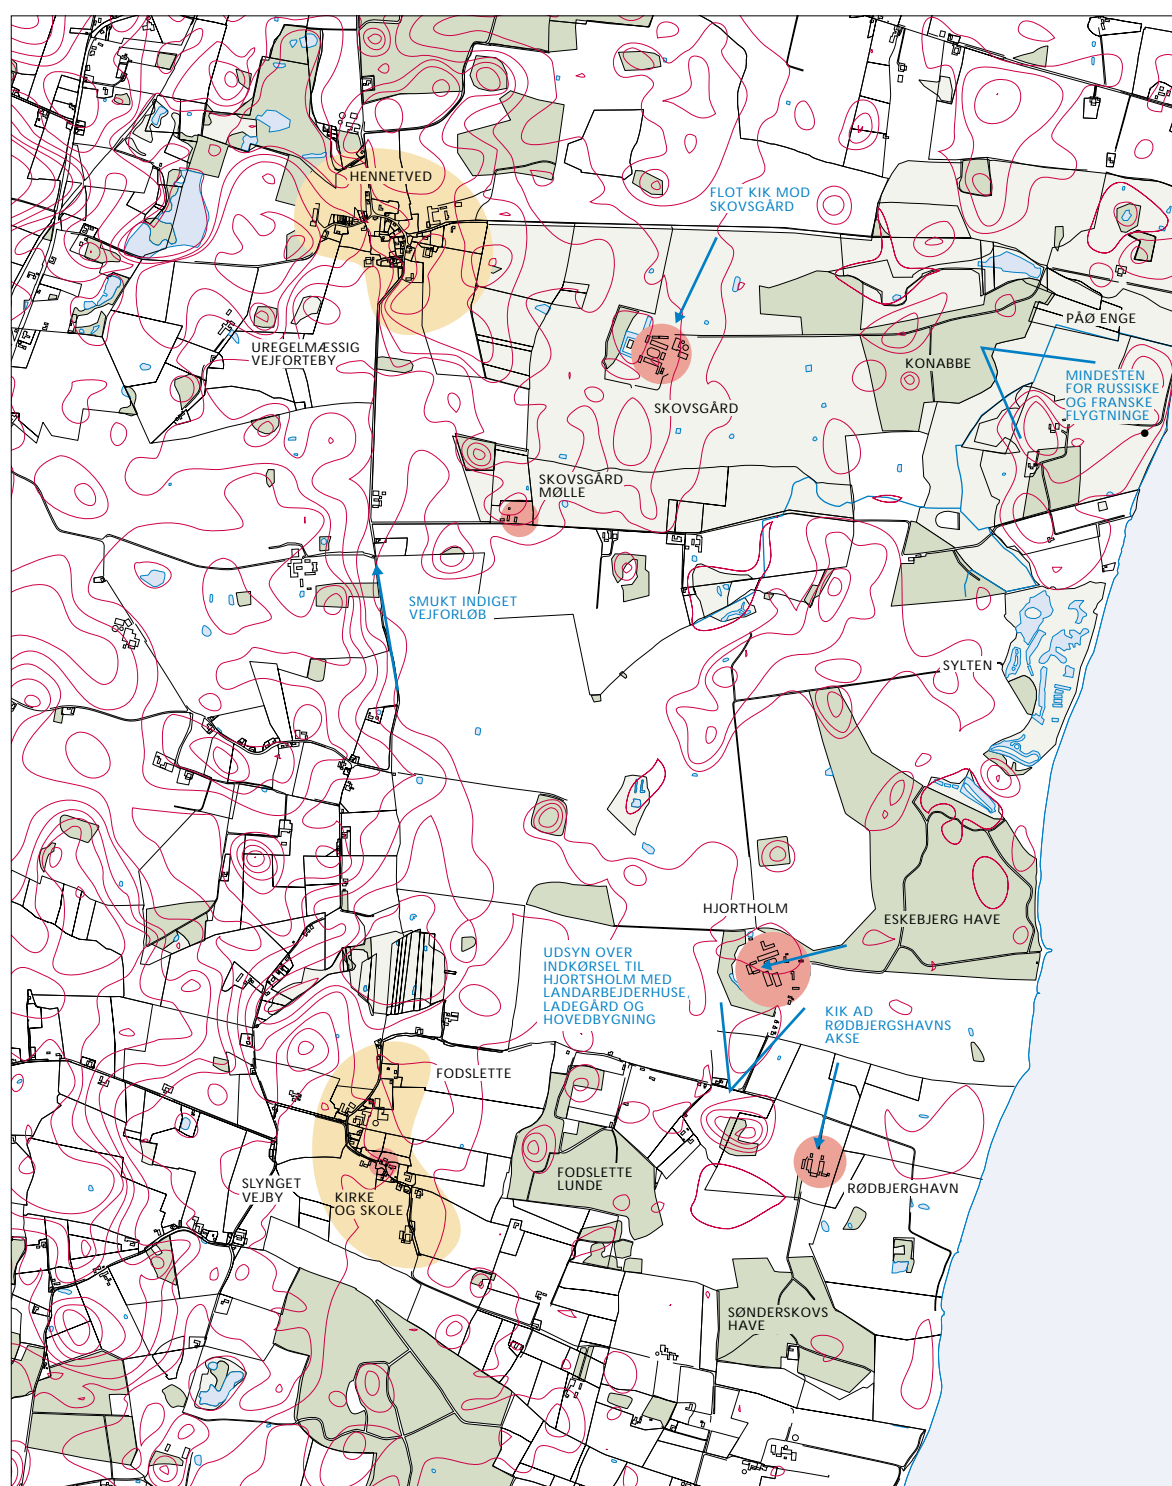 HENNETVED
FLOT KIK MOD
SKOVSGÅRD
PÅØ ENGE
UREGELMÆSSIG
VEJFORTEBY
KONABBE
MINDESTEN
FOR RUSSISKE
OG FRANSKE
FLYGTNINGE
SKOVSGÅRD
SKOVSGÅRD
MØLLE
SMUKT INDIGET
VEJFORLØB
SYLTEN
HJORTHOLM
ESKEBJERG HAVE
UDSYN OVER
INDKØRSEL TIL
HJORTSHOLM MED
LANDARBEJDERHUSE,
LADEGÅRD OG
HOVEDBYGNING
KIK AD
RØDBJERGSHAVNS
AKSE
FODSLETTE
FODSLETTE
LUNDE
SLYNGET
VEJBY
KIRKE
OG SKOLE
RØDBJERGHAVN
SØNDERSKOVS
HAVE